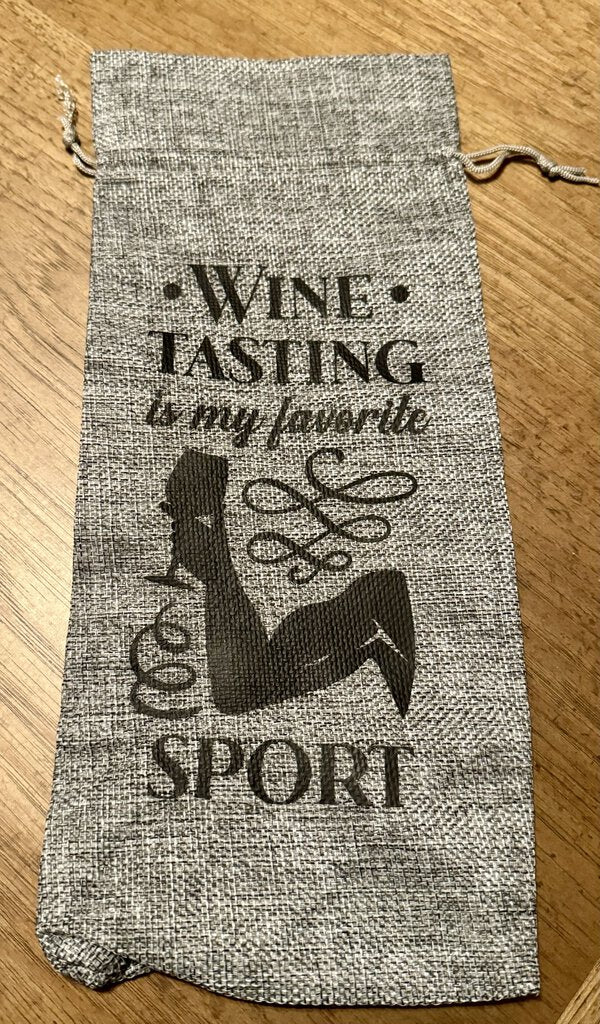 • WINE •
TASTING
is my favorite
SPORT